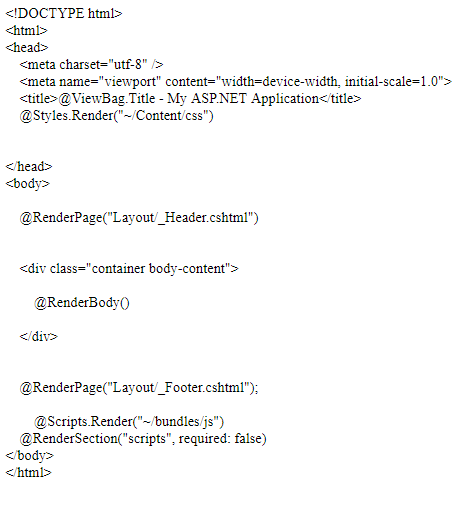 <!DOCTYPE html>
<html>
<head>
<meta charset="utf-8" />
<meta name="viewport" content="width=device-width, initial-scale=1.0">
<title>@ViewBag.Title - My ASP.NET Application</title>
@Styles.Render("~/Content/css")
</head>
<body>
@RenderPage("Layout/_Header.cshtml")
<div class="container body-content">
@RenderBody()
</div>
@RenderPage("Layout/_Footer.cshtml");
@Scripts.Render("~/bundles/js")
@RenderSection("scripts", required: false)
</body>
</html>